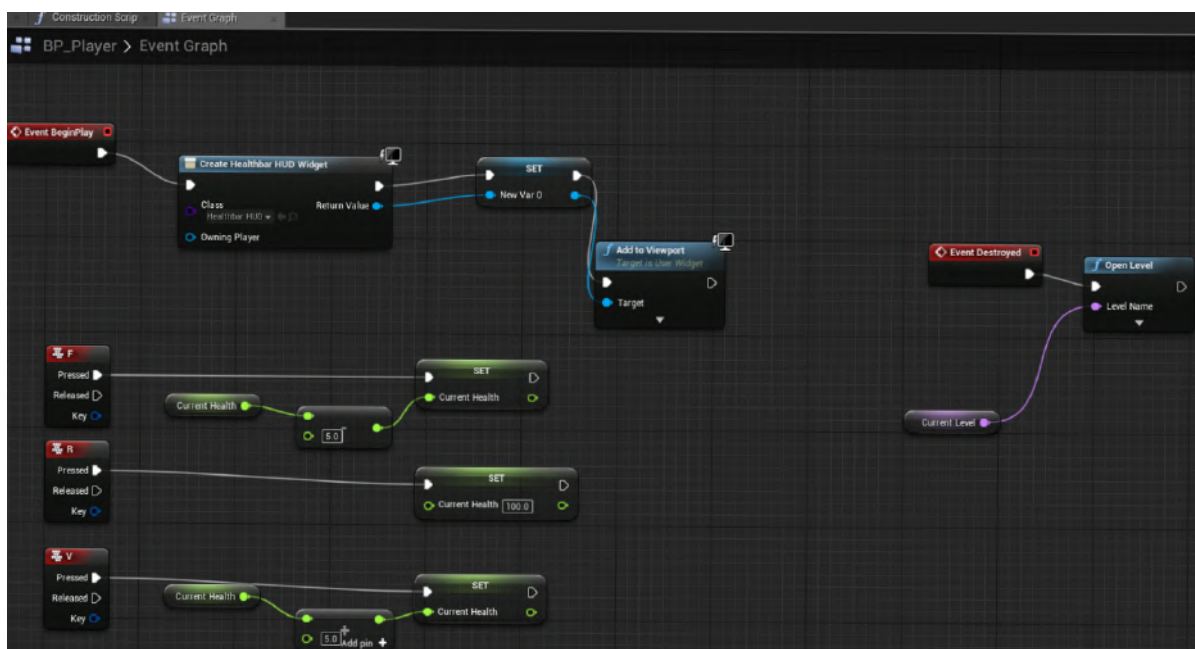 Construction Scrip
Event Graph
BP_Player > Event Graph
Event BeginPlay
Create Healthbar HUD Widget
Class
Healthbar HUD
Return Value
Owning Player
SET
New Var 0
Add to Viewport
Target is User Widget
Target
Event Destroyed
Open Level
Level Name
Current Level
F
Pressed
Released
Key
Current Health
5.0
-
SET
Current Health
R
Pressed
Released
Key
SET
Current Health 100.0
V
Pressed
Released
Key
Current Health
+
5.0
Add pin +
SET
Current Health